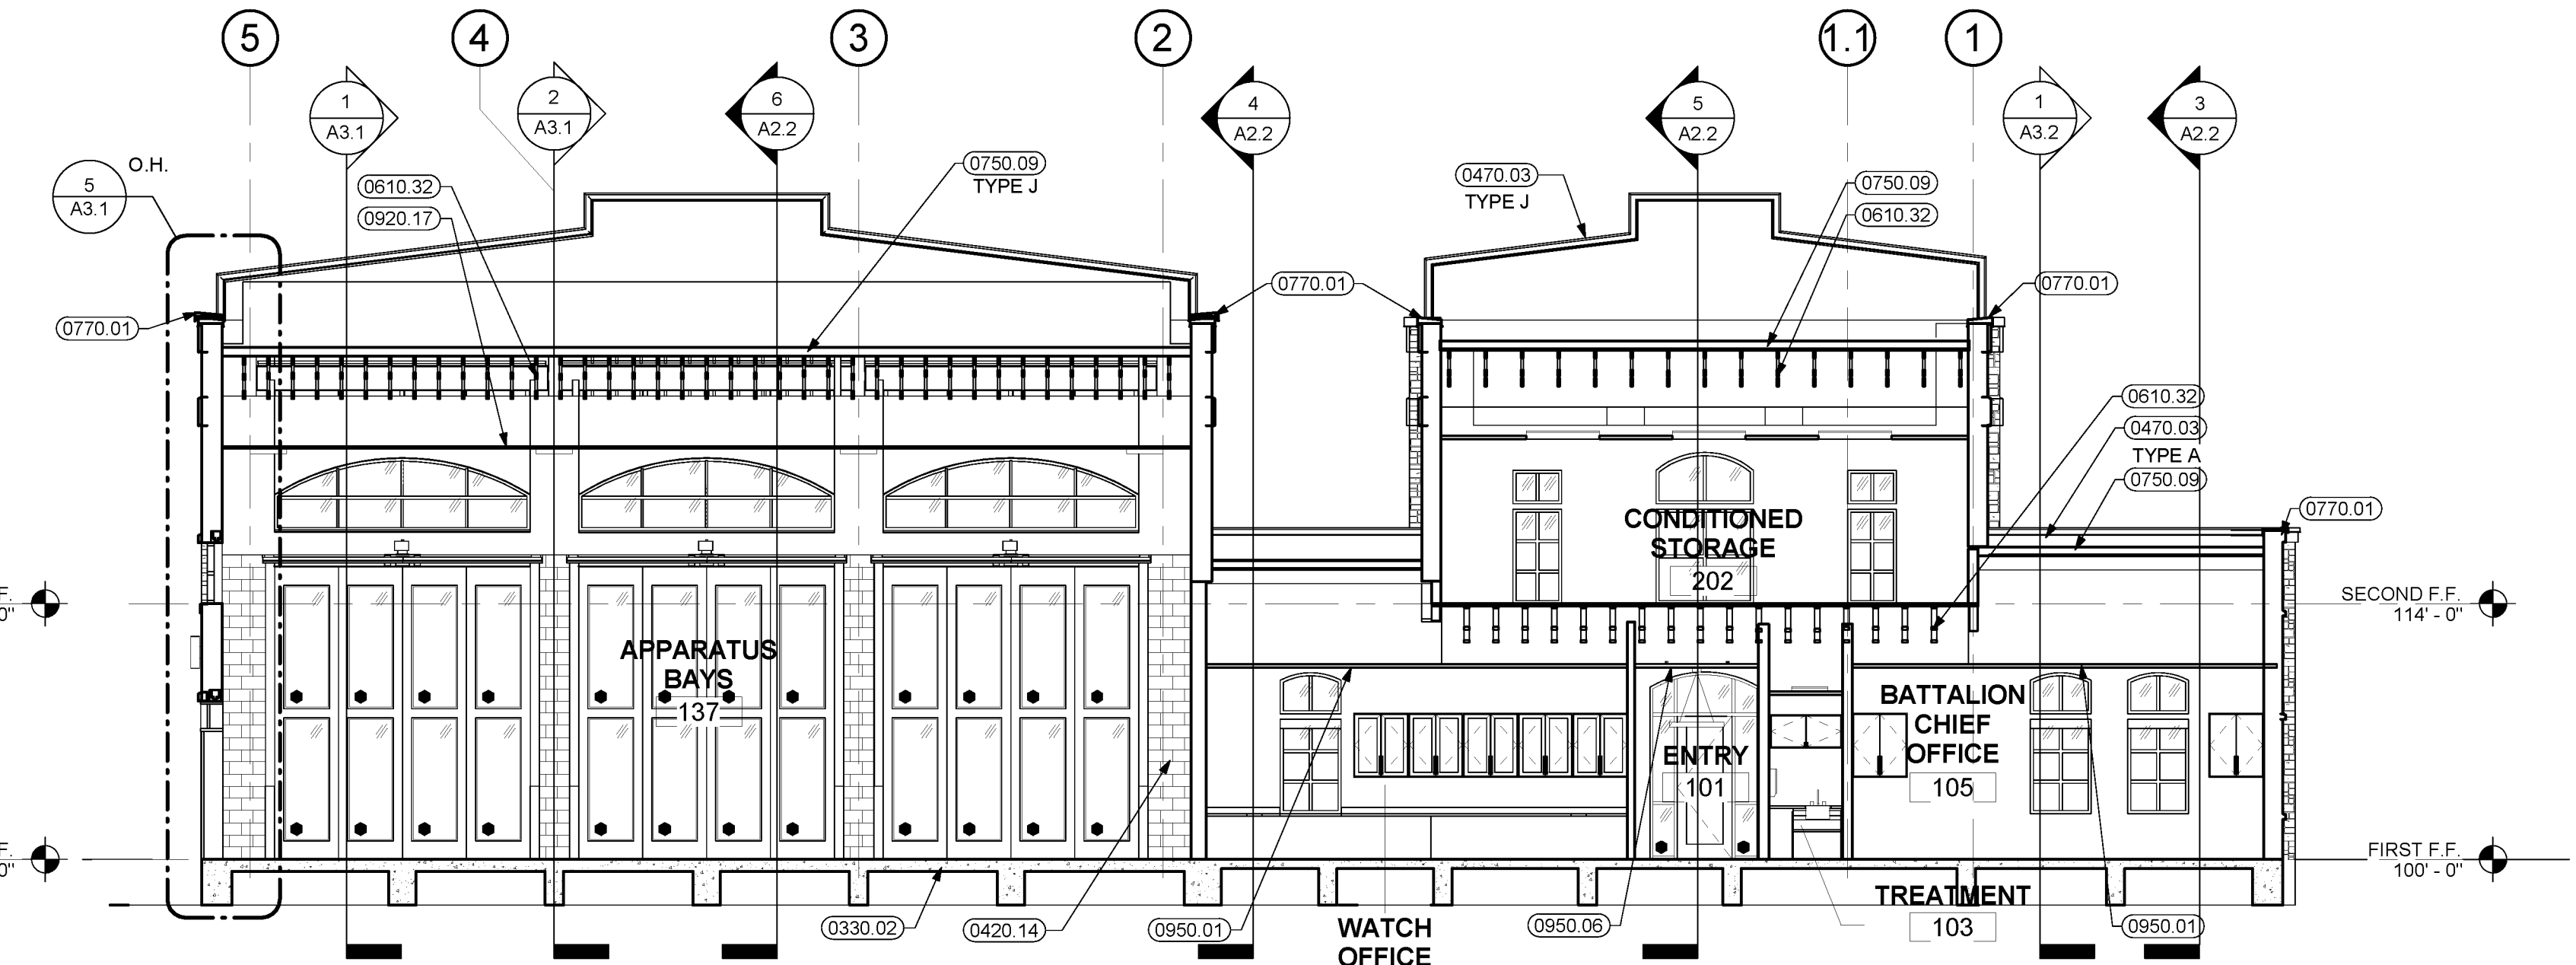 5
4
3
2
1.1
1
1
A3.1
2
A3.1
6
A2.2
4
A2.2
5
A2.2
1
A3.2
3
A2.2
5
A3.1
O.H.
0610.32
0920.17
0750.09
TYPE J
0470.03
TYPE J
0750.09
0610.32
0770.01
0770.01
0770.01
0610.32
0470.03
TYPE A
0750.09
0770.01
CONDITIONED
STORAGE
202
F.
0"
SECOND F.F.
114' - 0"
APPARATUS
BAYS
137
ENTRY
101
BATTALION
CHIEF
OFFICE
105
F.
0"
FIRST F.F.
100' - 0"
0330.02
0420.14
0950.01
WATCH
OFFICE
0950.06
TREATMENT
103
0950.01